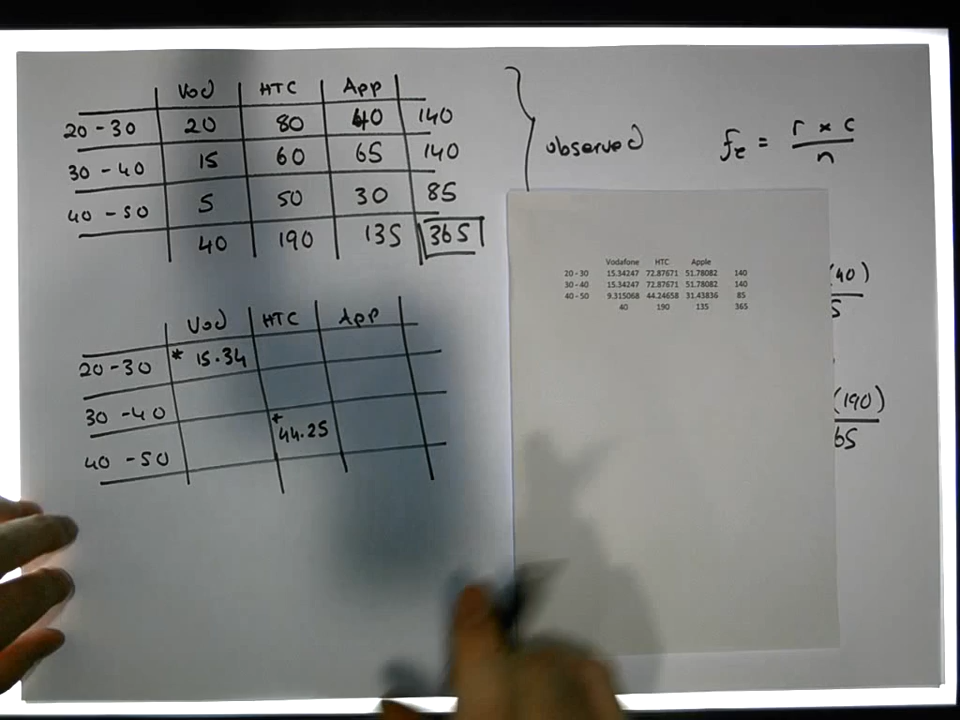 Vod HTC App
20-30 20 80 40 140
30-40 15 60 65 140
40-50 5 50 30 85
40 190 135 365
observed
fe = r × c
n
Vodafone HTC Apple
20-30 15.34247 72.87671 51.78082 140
30-40 15.34247 72.87671 51.78082 140
40-50 9.315068 44.24658 31.43836 85
40 190 135 365
(40)
5
(190)
65
Vod HTC App
20-30 * 15.34
30-40
* 44.25
40-50